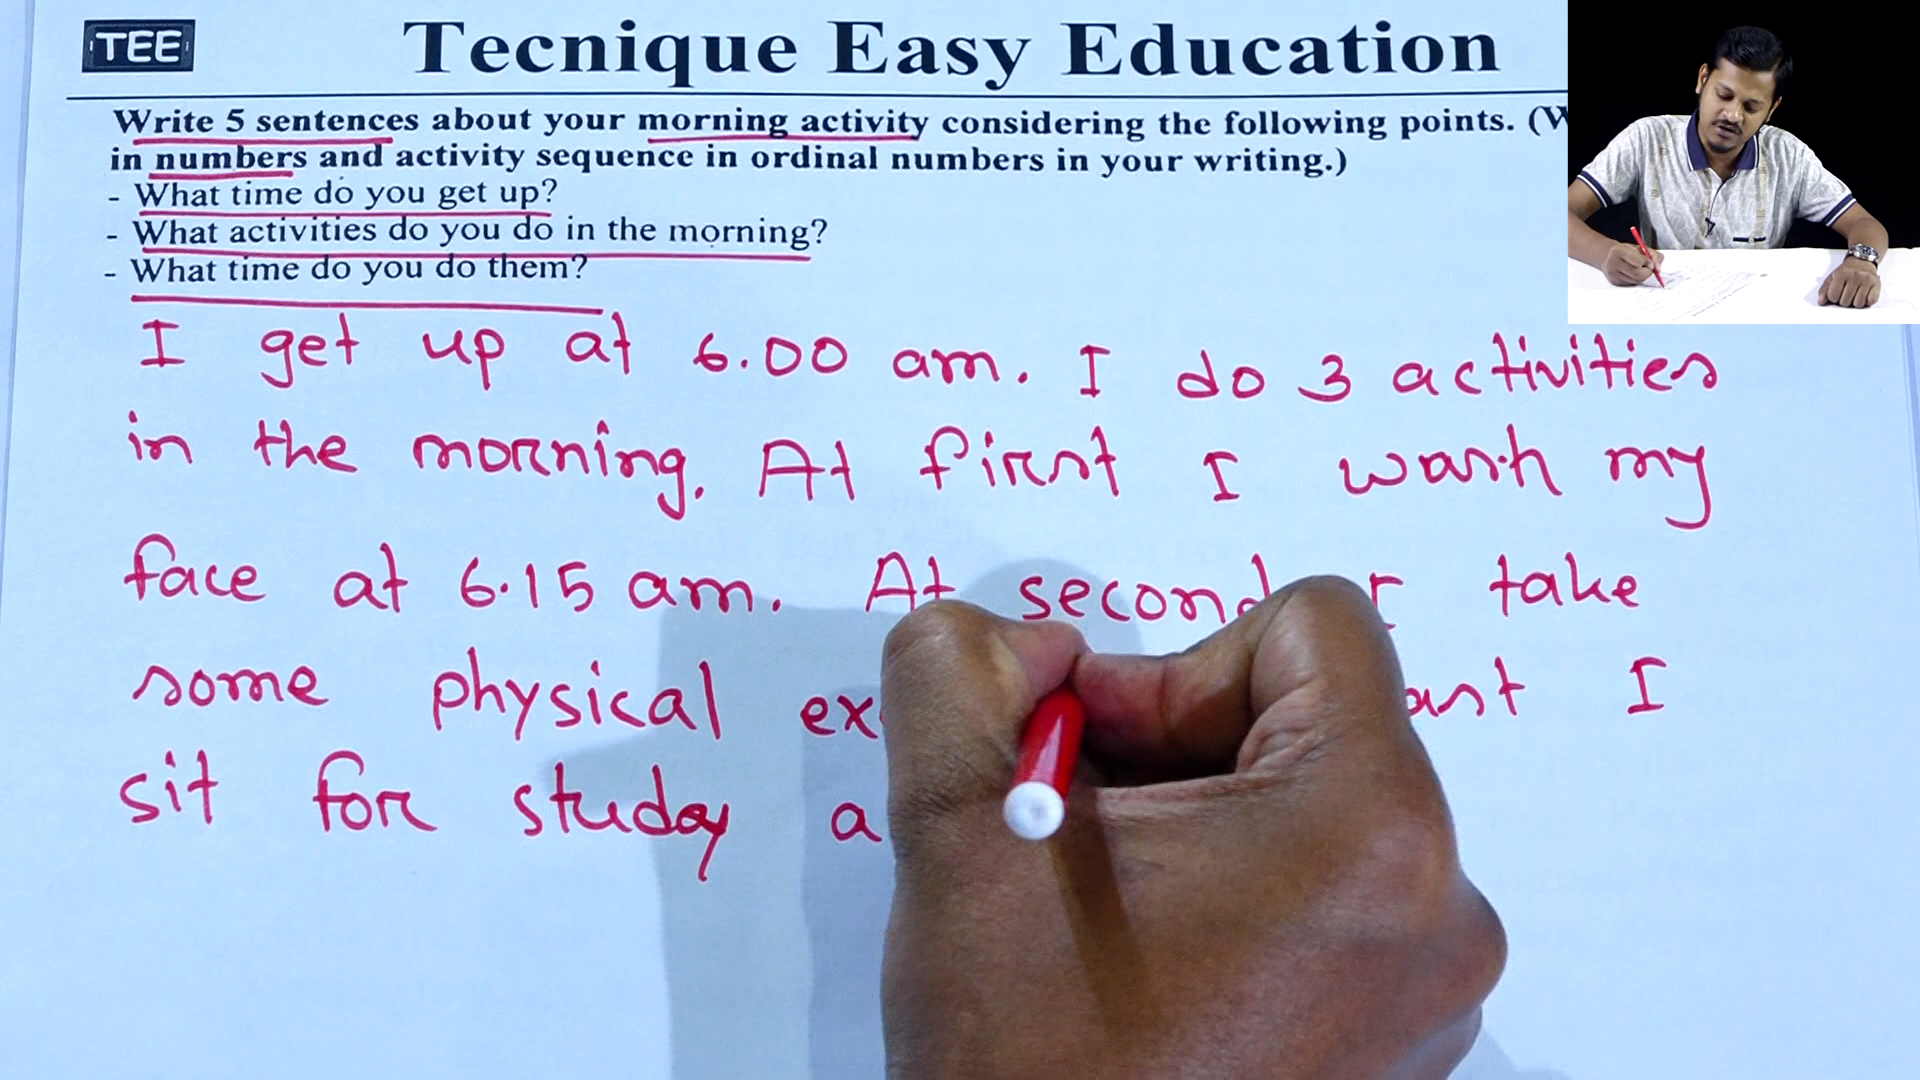 TEE
Tecnique Easy Education
Write 5 sentences about your morning activity considering the following points.
in numbers and activity sequence in ordinal numbers in your writing.)
- What time do you get up?
- What activities do you do in the morning?
- What time do you do them?
I get up at 6.00 am. I do 3 activities
in the morning. At first I wash my
face at 6.15 am. At second I take
some physical I
sit for study